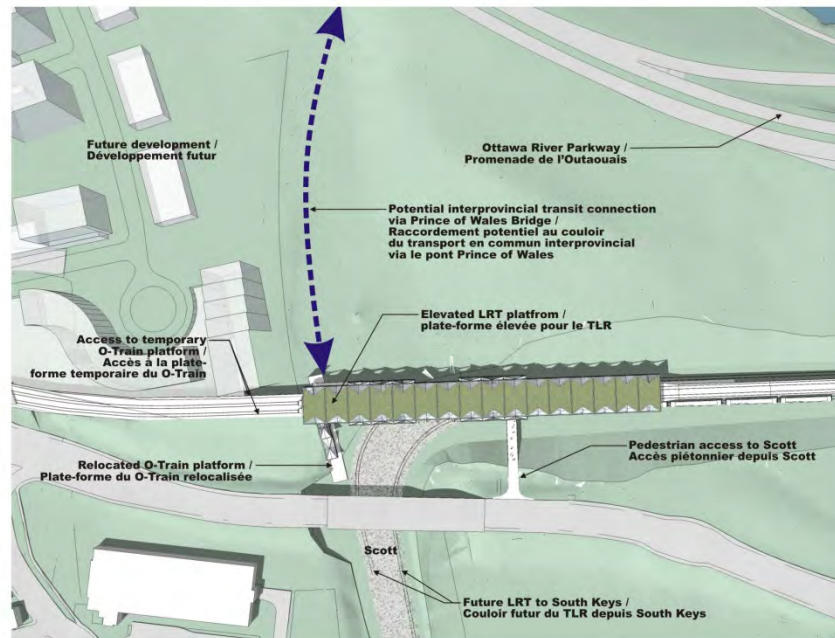 Future development /
Développement futur
Ottawa River Parkway /
Promenade de l'Outaouais
Potential interprovincial transit connection
via Prince of Wales Bridge /
Raccordement potentiel au couloir
du transport en commun interprovincial
via le pont Prince of Wales
Elevated LRT platfrom /
plate-forme élevée pour le TLR
Access to temporary
O-Train platform /
Accès à la plate-
forme temporaire du O-Train
Relocated O-Train platform /
Plate-forme du O-Train relocalisée
Pedestrian access to Scott
Accès piétonnier depuis Scott
Scott
Future LRT to South Keys /
Couloir futur du TLR depuis South Keys